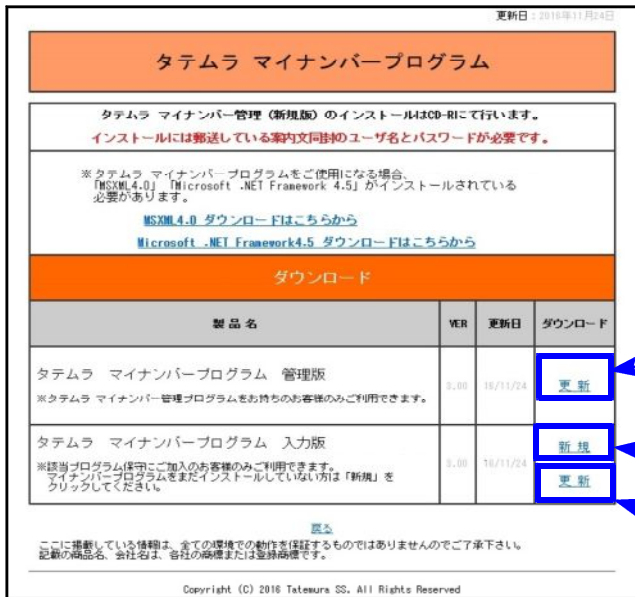 更新日：2016年11月24日
タテムラ マイナンバープログラム
タテムラ マイナンバー管理（新規版）のインストールはCD-Rにて行います。
インストールには郵送している案内文同封のユーザ名とパスワードが必要です。
※タテムラ マイナンバープログラムをご使用になる場合、
「MSXML4.0」「Microsoft .NET Framework 4.5」がインストールされている
必要があります。
MSXML4.0 ダウンロードはこちらから
Microsoft .NET Framework4.5 ダウンロードはこちらから
ダウンロード
製品名 VER 更新日 ダウンロード
タテムラ マイナンバープログラム 管理版
※タテムラ マイナンバー管理プログラムをお持ちのお客様のみご利用できます。
16/11/24
更新
タテムラ マイナンバープログラム 入力版
※該当プログラム保守にご加入のお客様のみご利用できます。
マイナンバープログラムをまだインストールしていない方は「新規」を
クリックしてください。
16/11/24
新規
更新
戻る
ここに掲載している情報は、全ての環境での動作を保証するものではありませんのでご了承下さい。
記載の商品名、会社名は、各社の商標または登録商標です。
Copyright (C) 2016 Tatemura SS. All Rights Reserved